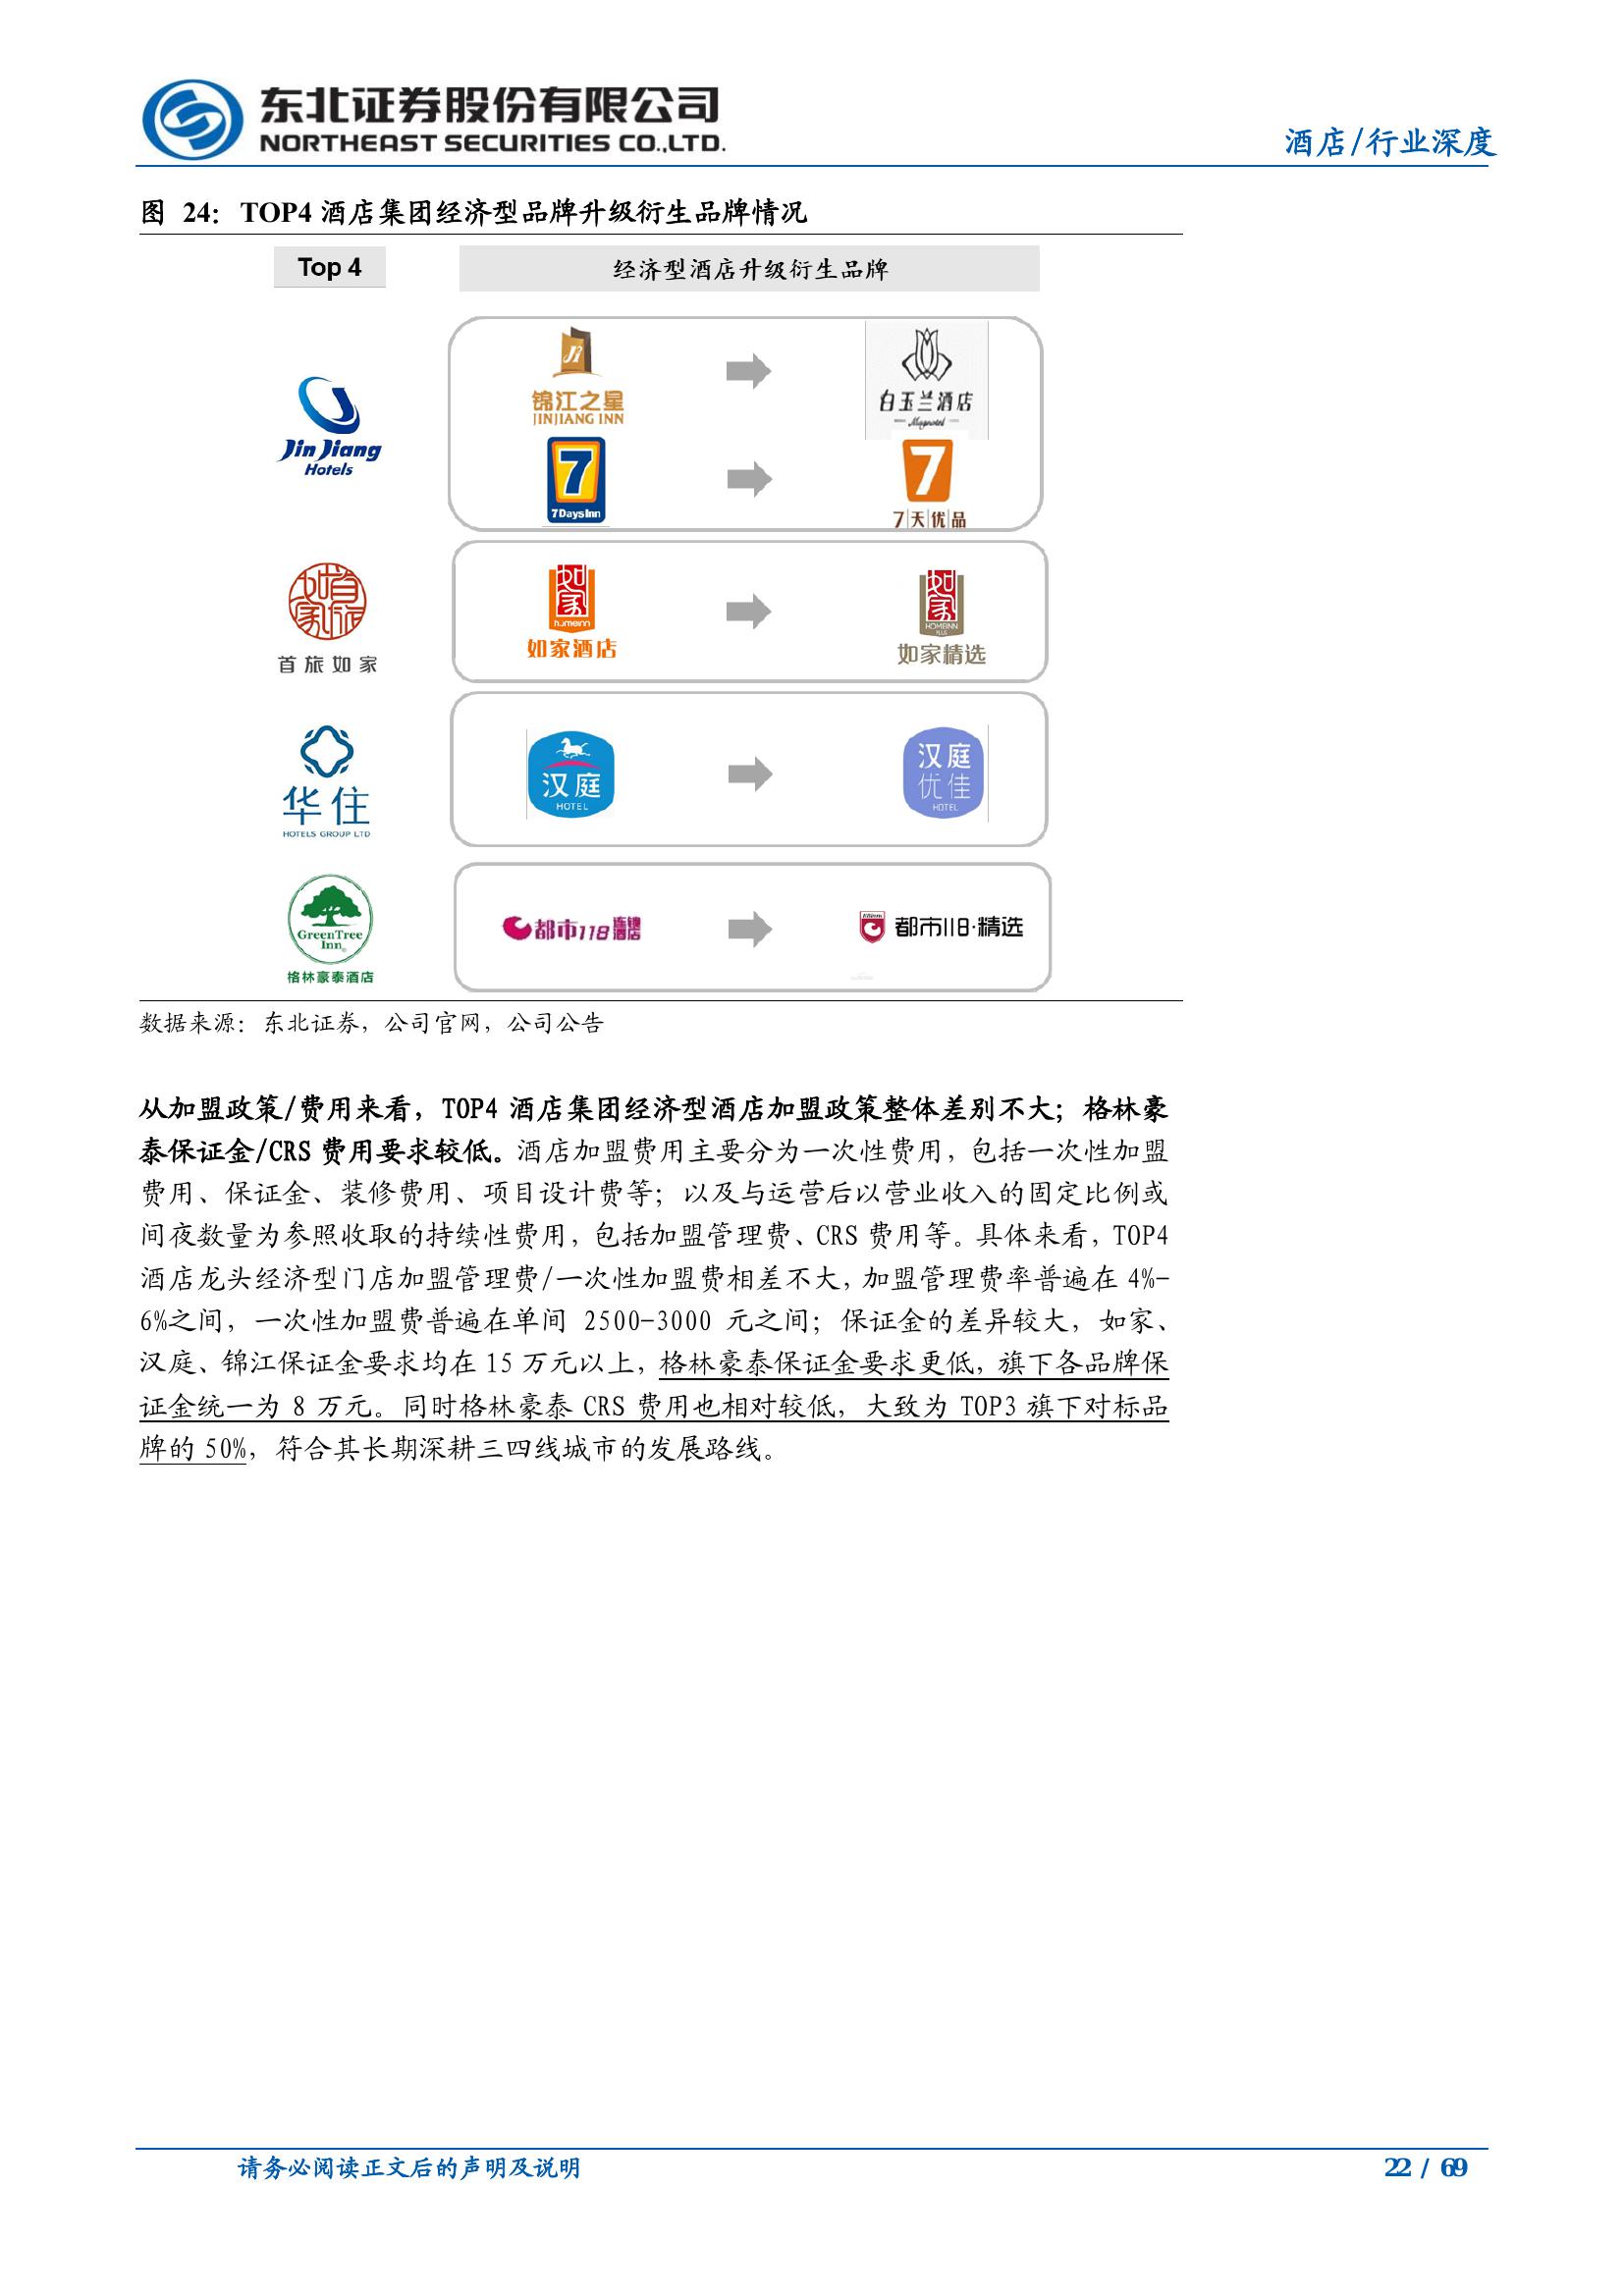 东北证券股份有限公司
NORTHEAST SECURITIES CO.,LTD.
酒店/行业深度
图 24：TOP4 酒店集团经济型品牌升级衍生品牌情况
Top 4
经济型酒店升级衍生品牌
JinJiang
Hotels
锦江之星
JINJIANG INN
白玉兰酒店
Magnotel
7
7DaysInn
7
7|天|优|品
首旅如家
如家
homeinn
如家酒店
如家
HOMEINN
PLUS
如家精选
华住
HOTELS GROUP LTD
汉庭
HOTEL
汉庭
优佳
HOTEL
GreenTree
Inn
格林豪泰酒店
都市118连锁酒店
都市118·精选
数据来源：东北证券，公司官网，公司公告
从加盟政策/费用来看，TOP4 酒店集团经济型酒店加盟政策整体差别不大；格林豪
泰保证金/CRS 费用要求较低。酒店加盟费用主要分为一次性费用，包括一次性加盟
费用、保证金、装修费用、项目设计费等；以及与运营后以营业收入的固定比例或
间夜数量为参照收取的持续性费用，包括加盟管理费、CRS 费用等。具体来看，TOP4
酒店龙头经济型门店加盟管理费/一次性加盟费相差不大，加盟管理费率普遍在 4%-
6%之间，一次性加盟费普遍在单间 2500-3000 元之间；保证金的差异较大，如家、
汉庭、锦江保证金要求均在 15 万元以上，格林豪泰保证金要求更低，旗下各品牌保
证金统一为 8 万元。同时格林豪泰 CRS 费用也相对较低，大致为 TOP3 旗下对标品
牌的 50%，符合其长期深耕三四线城市的发展路线。
请务必阅读正文后的声明及说明
22 / 69